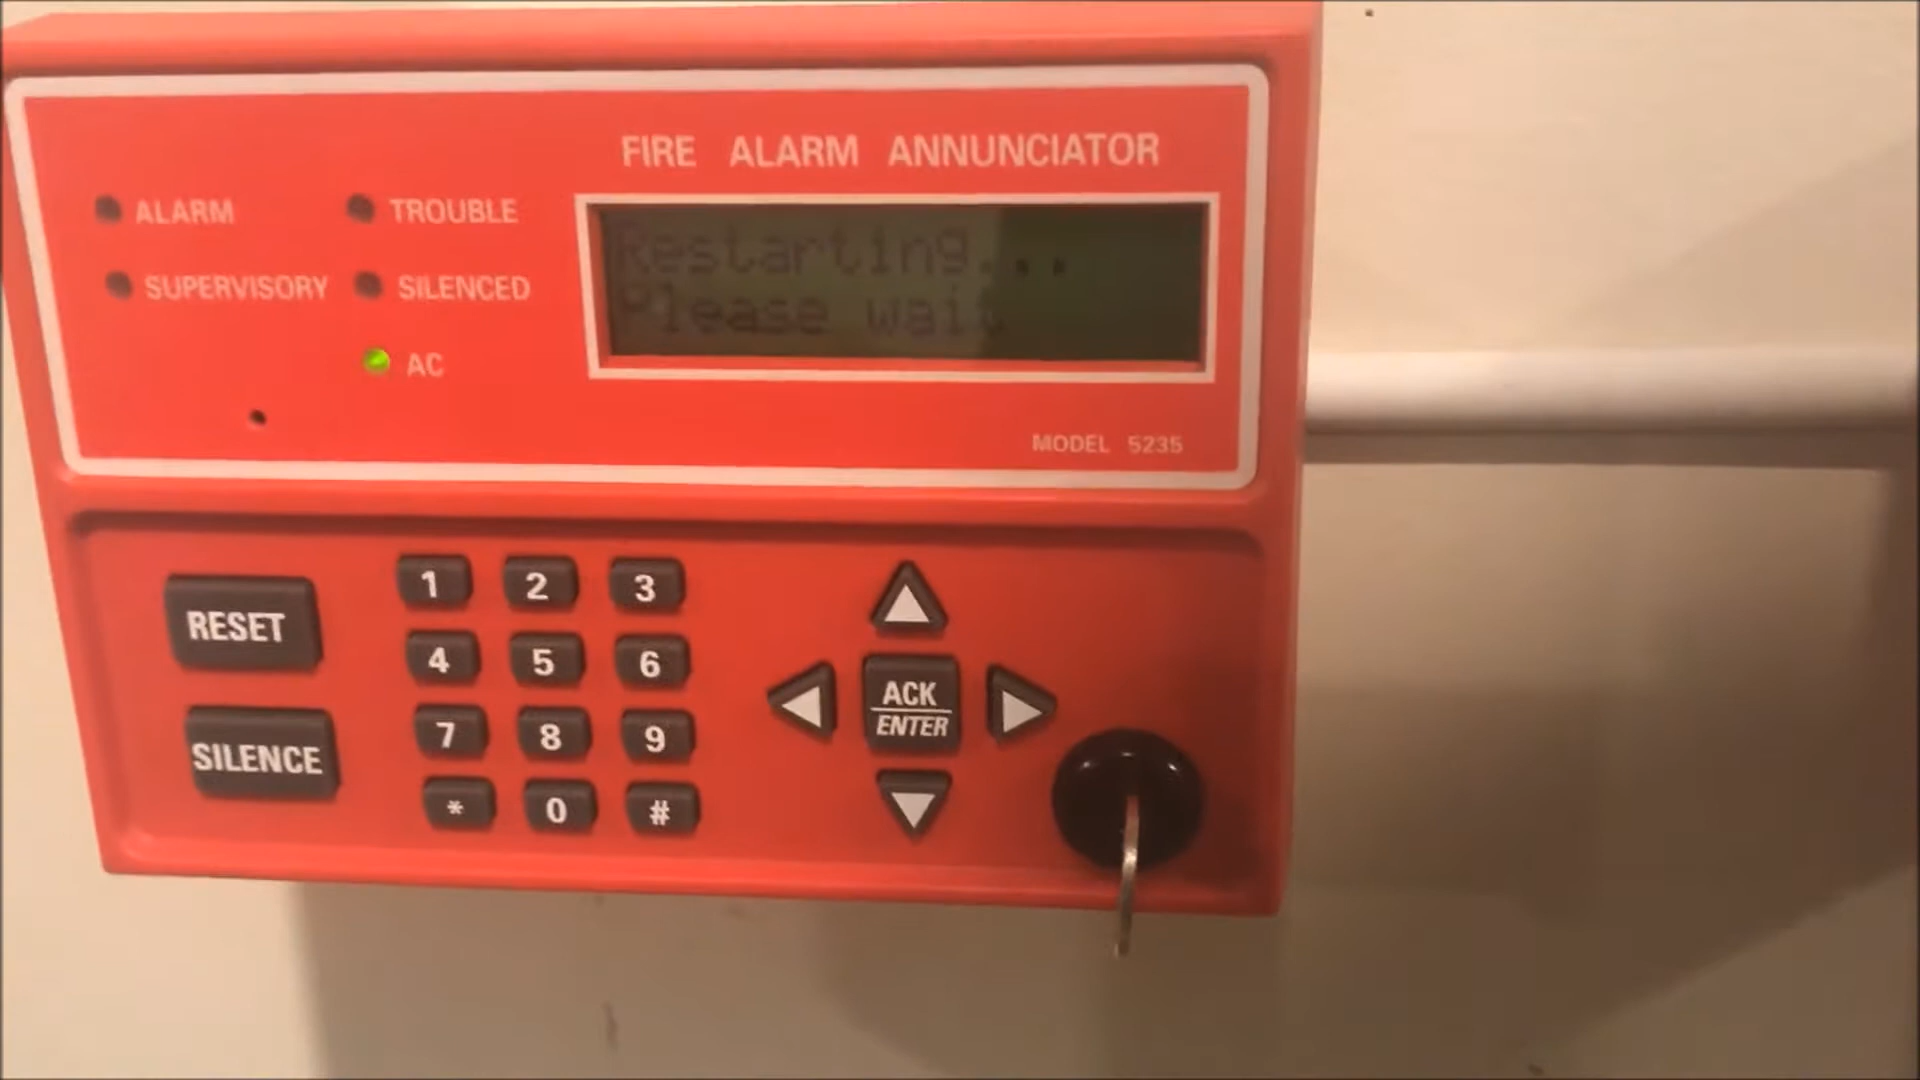 FIRE ALARM ANNUNCIATOR
ALARM
TROUBLE
SUPERVISORY
SILENCED
AC
Restarting...
Please wait
MODEL 5235
RESET
SILENCE
1 2 3
4 5 6
7 8 9
* 0 #
ACK
ENTER